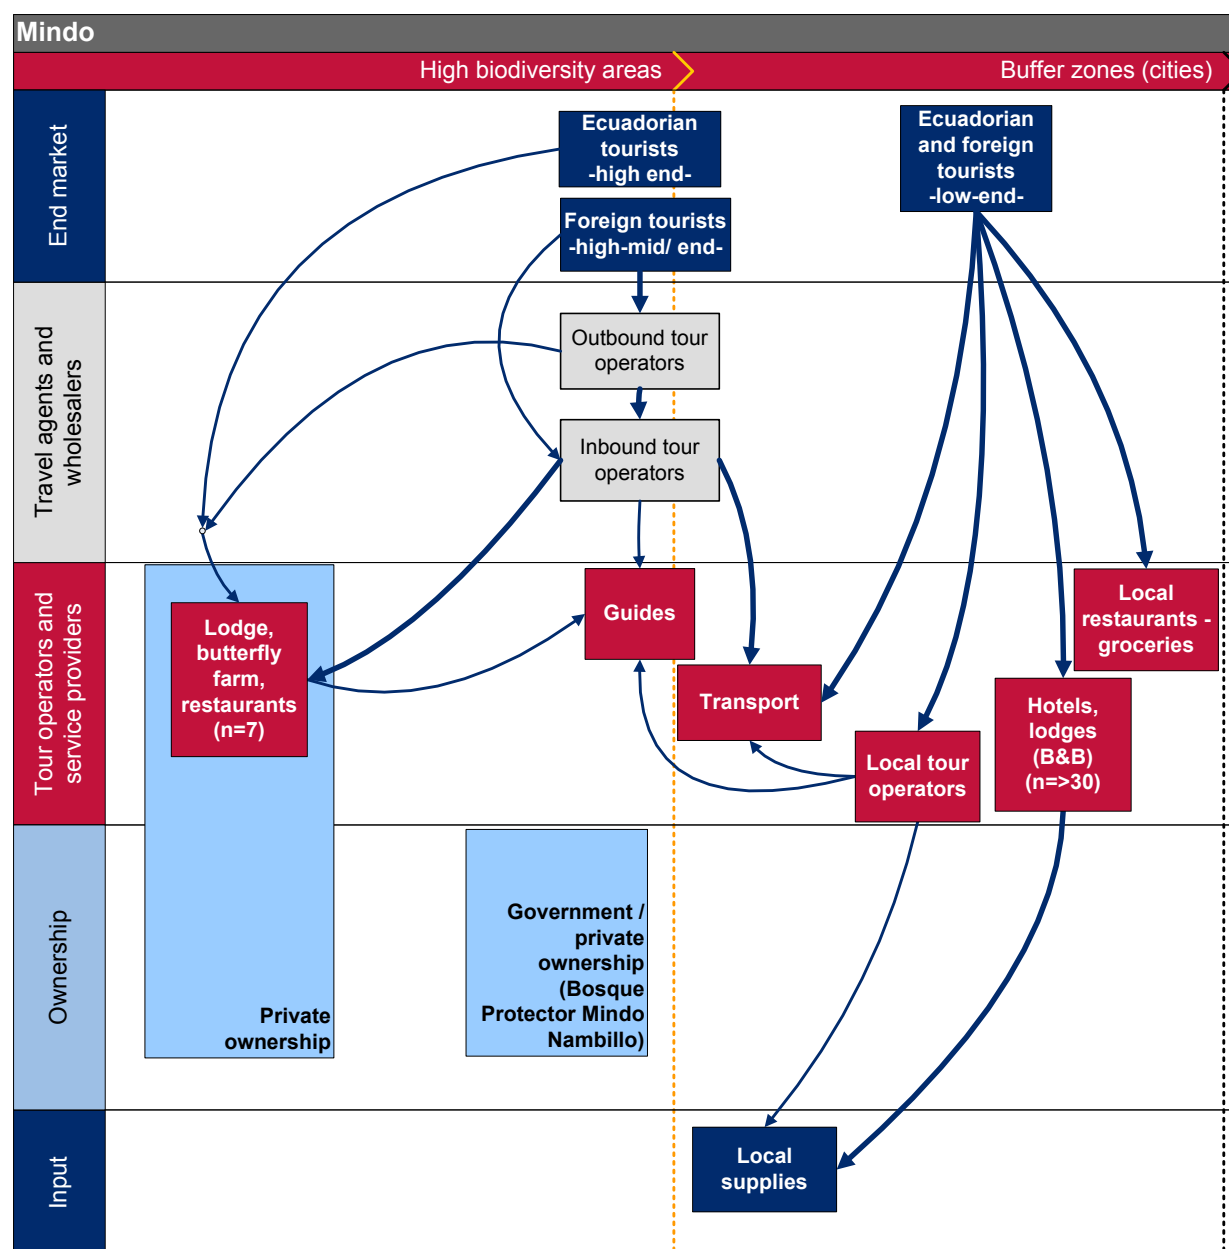 Mindo
High biodiversity areas
Buffer zones (cities)
End market
Ecuadorian
tourists
-high end-
Foreign tourists
-high-mid/ end-
Ecuadorian
and foreign
tourists
-low-end-
Travel agents and
wholesalers
Outbound tour
operators
Inbound tour
operators
Tour operators and
service providers
Lodge,
butterfly
farm,
restaurants
(n=7)
Guides
Transport
Local tour
operators
Hotels,
lodges
(B&B)
(n=>30)
Local
restaurants -
groceries
Ownership
Private
ownership
Government /
private
ownership
(Bosque
Protector Mindo
Nambillo)
Input
Local
supplies